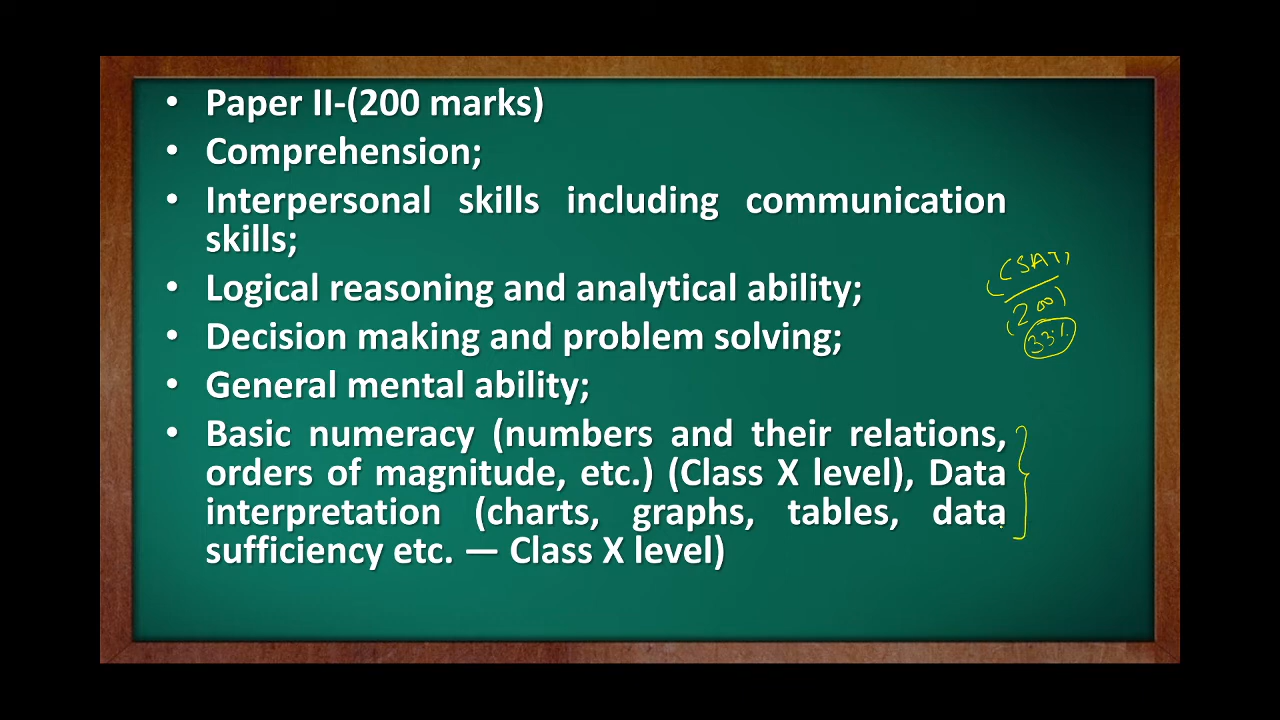 • Paper II-(200 marks)
• Comprehension;
• Interpersonal skills including communication
skills;
• Logical reasoning and analytical ability;
• Decision making and problem solving;
• General mental ability;
• Basic numeracy (numbers and their relations,
orders of magnitude, etc.) (Class X level), Data
interpretation (charts, graphs, tables, data
sufficiency etc. — Class X level)
CSAT
(200)
33%